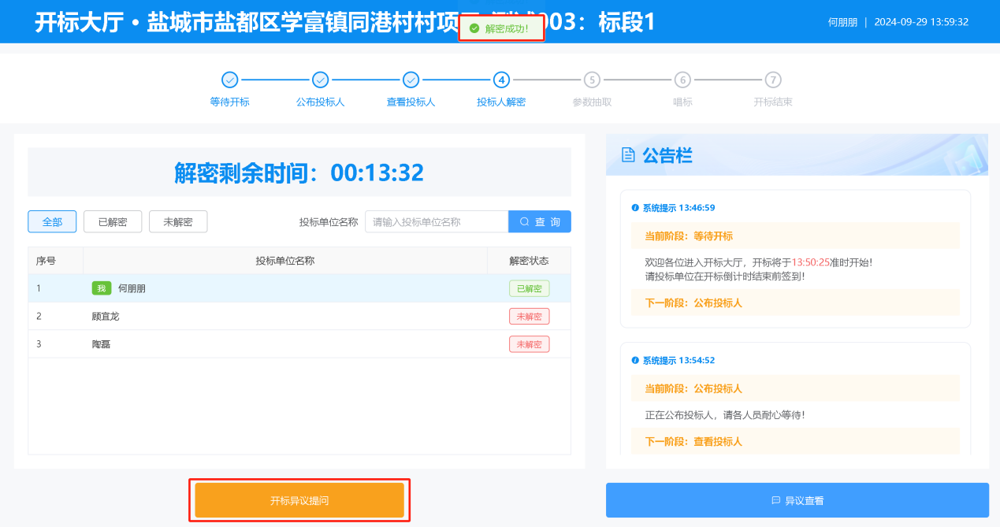 开标大厅 • 盐城市盐都区学富镇同港村村项 003：标段1
解密成功！
何朋朋 | 2024-09-29 13:59:32
4 5 6 7
等待开标 公布投标人 查看投标人 投标人解密 参数抽取 唱标 开标结束
解密剩余时间：00:13:32
全部 已解密 未解密 投标单位名称 请输入投标单位名称 查 询
序号 投标单位名称 解密状态
1 我 何朋朋 已解密
2 顾宜龙 未解密
3 陶磊 未解密
开标异议提问
公告栏
系统提示 13:46:59
当前阶段：等待开标
欢迎各位进入开标大厅，开标将于13:50:25准时开始！
请投标单位在开标倒计时结束前签到！
下一阶段：公布投标人
系统提示 13:54:52
当前阶段：公布投标人
正在公布投标人，请各人员耐心等待！
下一阶段：查看投标人
异议查看